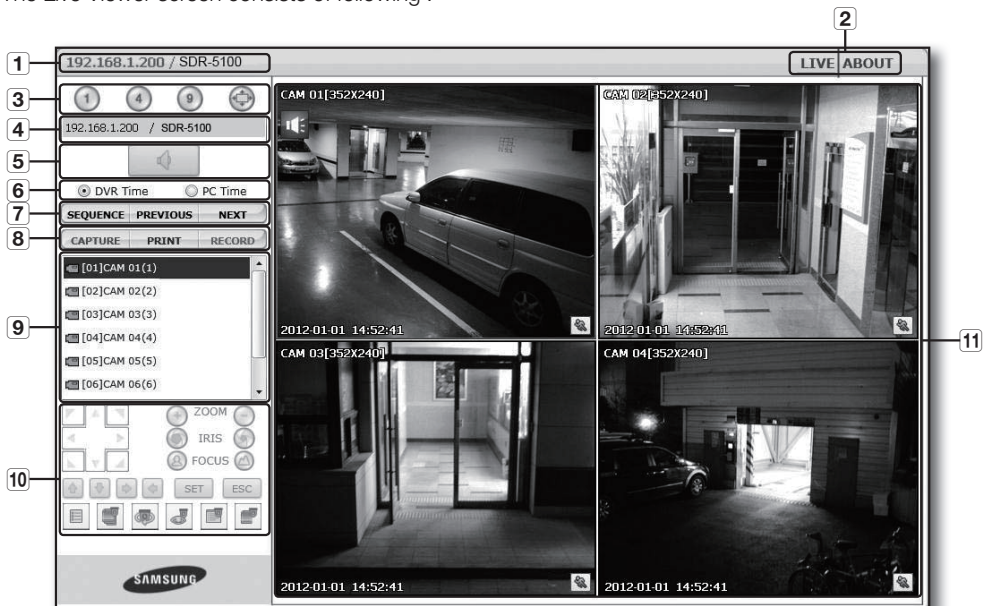 The Live Viewer screen consists of following :
2
1
192.168.1.200 / SDR-5100
LIVE ABOUT
3
1 4 9
4
192.168.1.200 / SDR-5100
5
6
DVR Time PC Time
7
SEQUENCE PREVIOUS NEXT
8
CAPTURE PRINT RECORD
9
[01]CAM 01(1)
[02]CAM 02(2)
[03]CAM 03(3)
[04]CAM 04(4)
[05]CAM 05(5)
[06]CAM 06(6)
10
ZOOM
IRIS
FOCUS
SET ESC
SAMSUNG
CAM 01[352X240]
2012-01-01 14:52:41
CAM 02[352X240]
2012-01-01 14:52:41
CAM 03[352X240]
2012-01-01 14:52:41
CAM 04[352X240]
2012-01-01 14:52:41
11